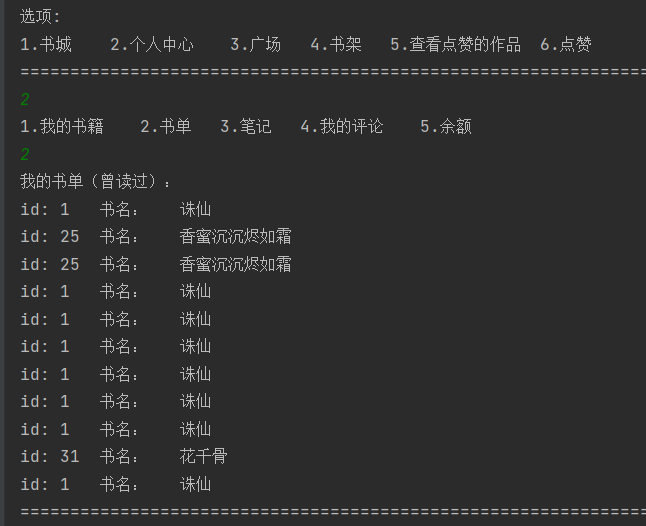 选项:
1.书城    2.个人中心    3.广场   4.书架   5.查看点赞的作品  6.点赞
===============================================================
2
1.我的书籍    2.书单   3.笔记   4.我的评论    5.余额
2
我的书单（曾读过）：
id: 1   书名：   诛仙
id: 25  书名：   香蜜沉沉烬如霜
id: 25  书名：   香蜜沉沉烬如霜
id: 1   书名：   诛仙
id: 1   书名：   诛仙
id: 1   书名：   诛仙
id: 1   书名：   诛仙
id: 1   书名：   诛仙
id: 1   书名：   诛仙
id: 31  书名：   花千骨
id: 1   书名：   诛仙
===============================================================